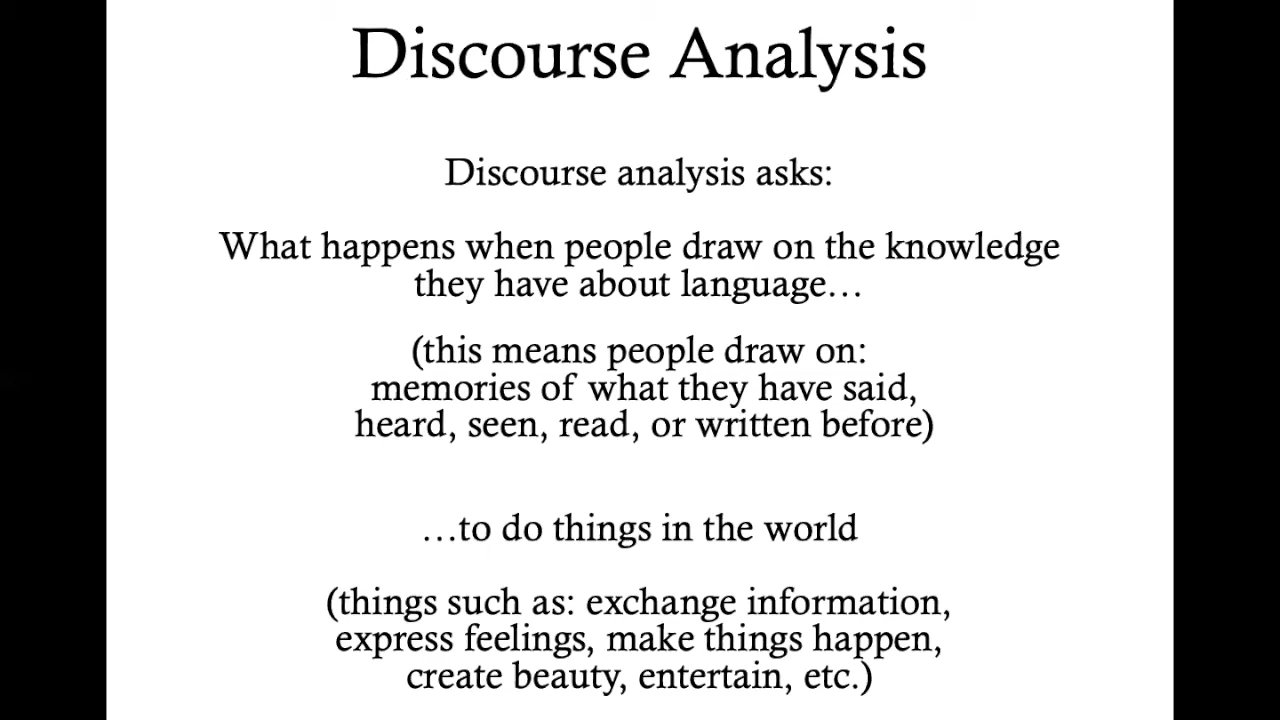 Discourse Analysis
Discourse analysis asks:
What happens when people draw on the knowledge
they have about language…
(this means people draw on:
memories of what they have said,
heard, seen, read, or written before)
…to do things in the world
(things such as: exchange information,
express feelings, make things happen,
create beauty, entertain, etc.)